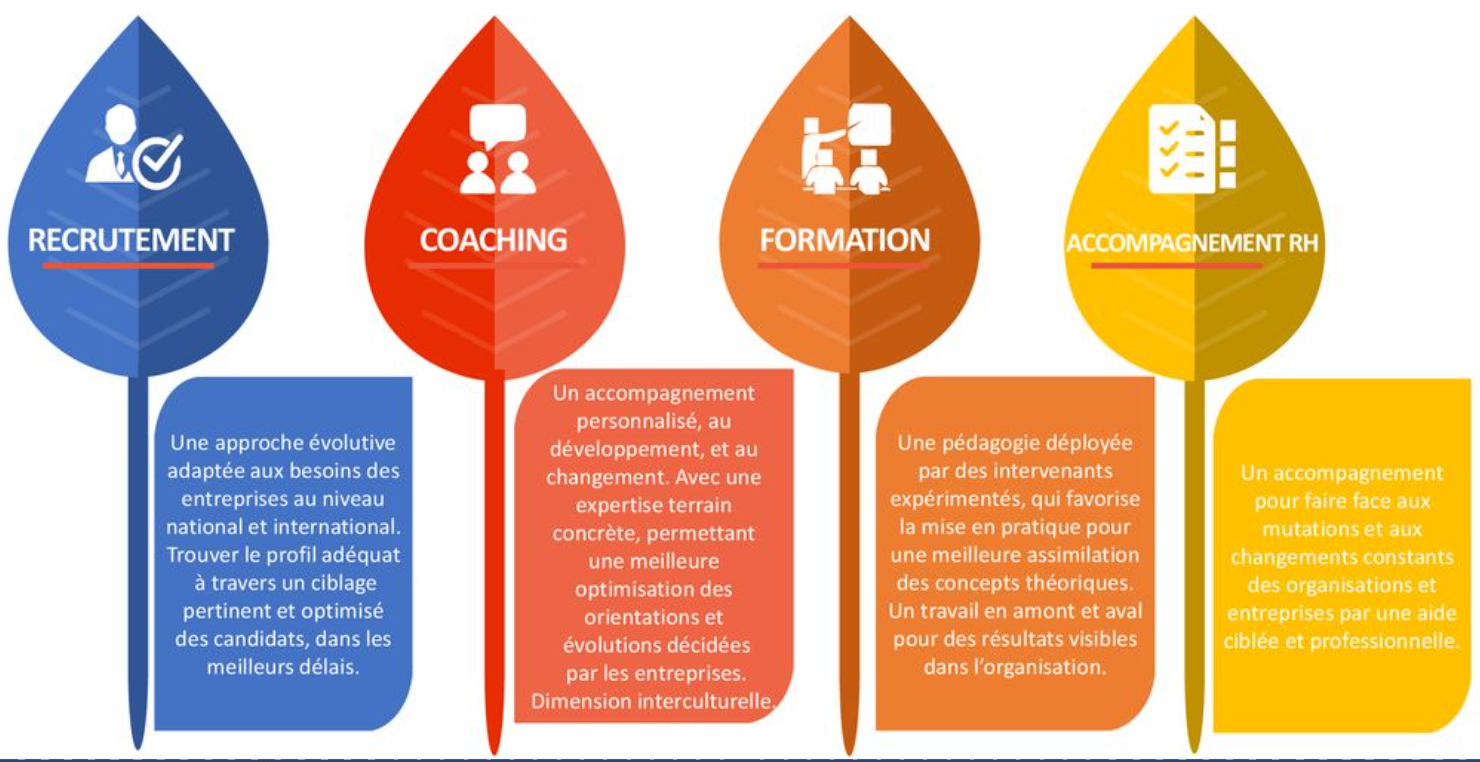 RECRUTEMENT
Une approche évolutive
adaptée aux besoins des
entreprises au niveau
national et international.
Trouver le profil adéquat
à travers un ciblage
pertinent et optimisé
des candidats, dans les
meilleurs délais.
COACHING
Un accompagnement
personnalisé, au
développement, et au
changement. Avec une
expertise terrain
concrète, permettant
une meilleure
optimisation des
orientations et
évolutions décidées
par les entreprises.
Dimension interculturelle.
FORMATION
Une pédagogie déployée
par des intervenants
expérimentés, qui favorise
la mise en pratique pour
une meilleure assimilation
des concepts théoriques.
Un travail en amont et aval
pour des résultats visibles
dans l'organisation.
ACCOMPAGNEMENT RH
Un accompagnement
pour faire face aux
mutations et aux
changements constants
des organisations et
entreprises par une aide
ciblée et professionnelle.